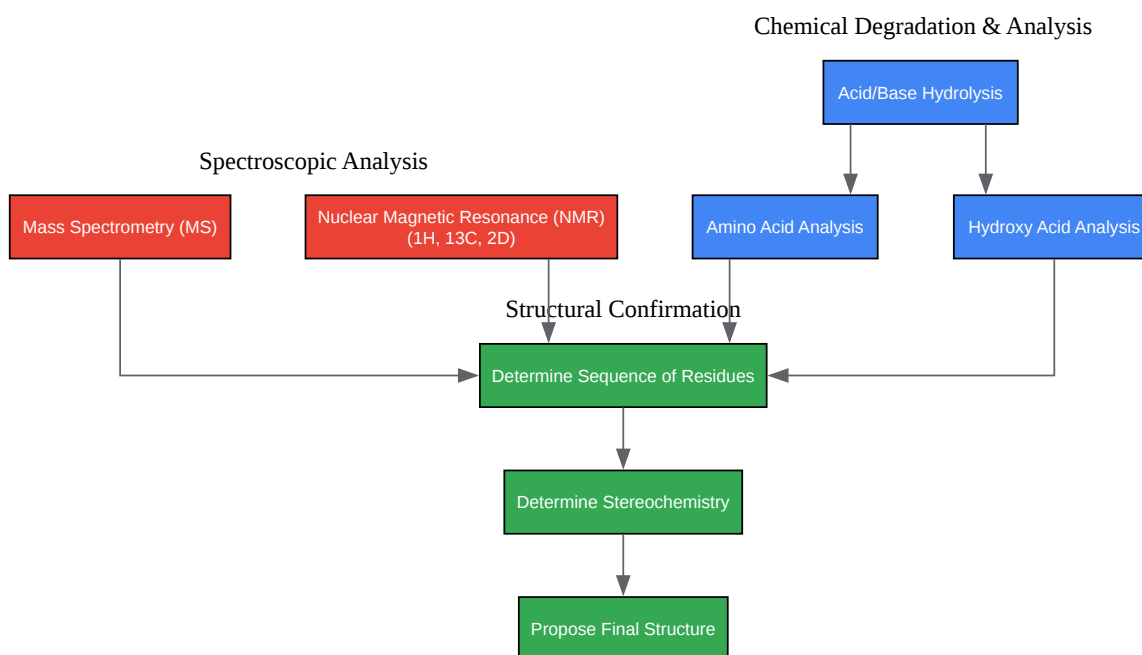 Chemical Degradation & Analysis
Acid/Base Hydrolysis
Spectroscopic Analysis
Mass Spectrometry (MS)
Nuclear Magnetic Resonance (NMR)
(1H, 13C, 2D)
Amino Acid Analysis
Hydroxy Acid Analysis
Structural Confirmation
Determine Sequence of Residues
Determine Stereochemistry
Propose Final Structure